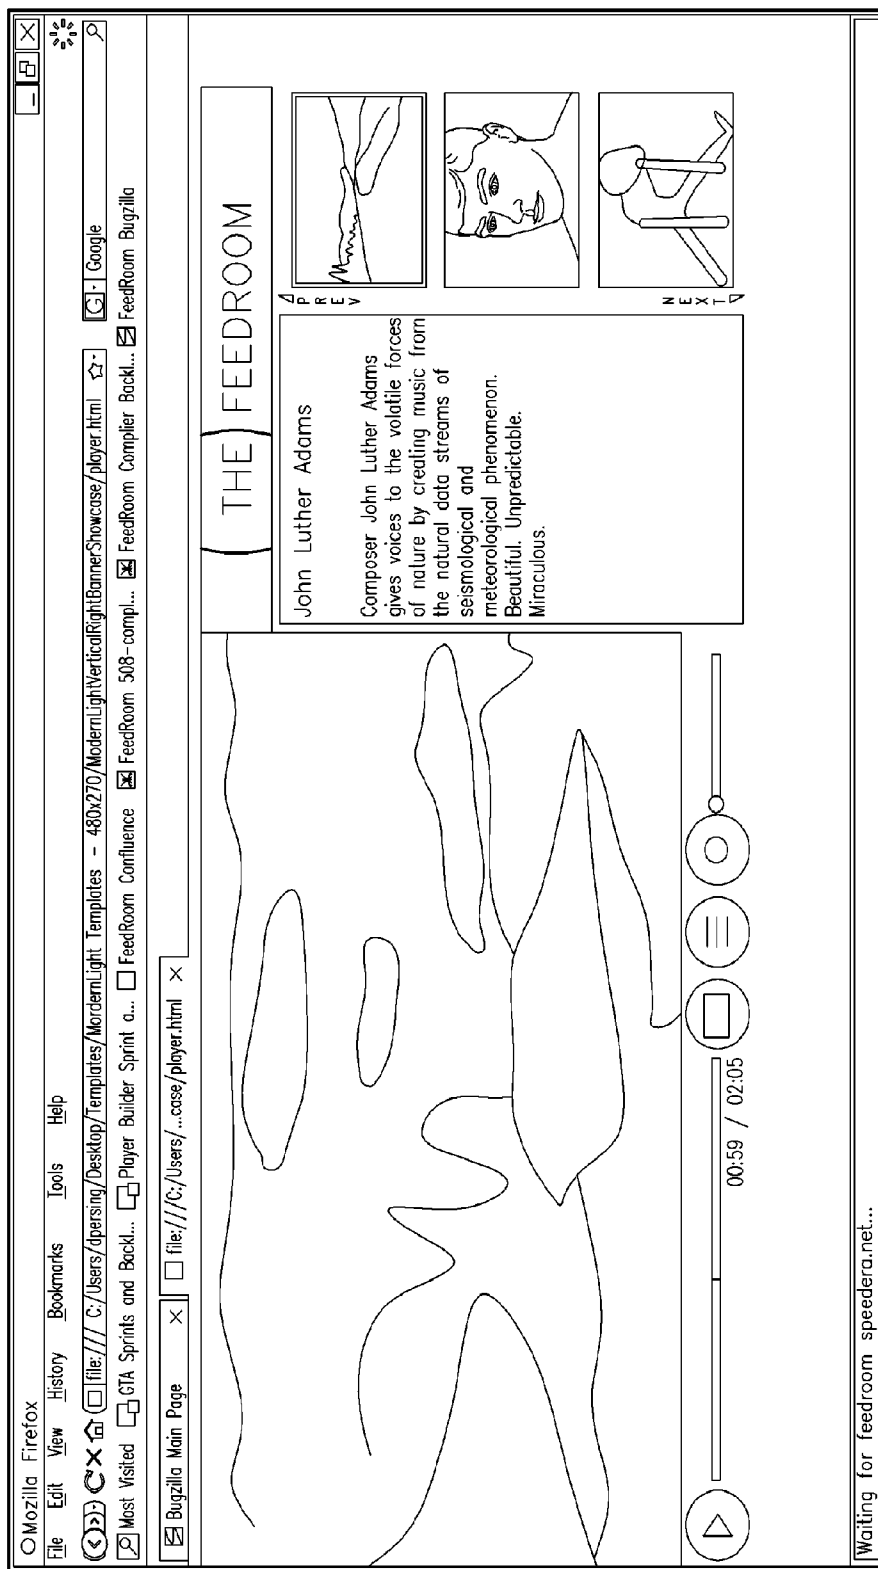 Mozilla Firefox
File Edit View History Bookmarks Tools Help
file:/// C:/Users/dpersing/Desktop/Templates/MordernLight Templates - 480x270/ModernLightVerticalRightBannerShowcase/player.html G Google
Most Visited GTA Sprints and Backl... Player Builder Sprint a... FeedRoom Confluence FeedRoom 508-compl... FeedRoom Complier Backl... FeedRoom Bugzilla
Bugzilla Main Page X file:///C:/Users/...case/player.html X
( THE ) FEEDROOM
John Luther Adams
Composer John Luther Adams
gives voices to the volatile forces
of nature by creating music from
the natural data streams of
seismological and
meteorological phenomenon.
Beautiful. Unpredictable.
Miraculous.
PREV
NEXT
00:59 / 02:05
Waiting for feedroom speedera.net...